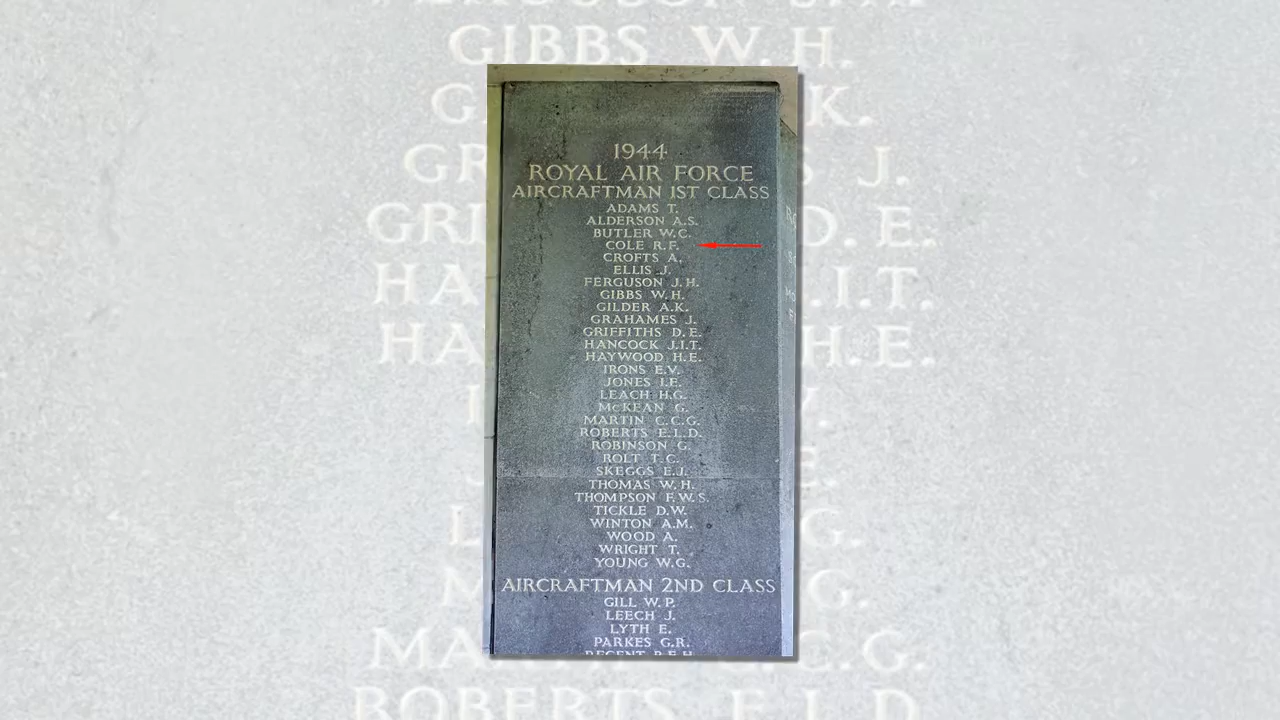 1944
ROYAL AIR FORCE
AIRCRAFTMAN 1ST CLASS
ADAMS T.
ALDERSON A.S.
BUTLER W.C.
COLE R.F.
CROFTS A.
ELLIS J.
FERGUSON J.H.
GIBBS W.H.
GILDER A.K.
GRAHAMES J.
GRIFFITHS D.E.
HANCOCK J.I.T.
HAYWOOD H.E.
IRONS E.V.
JONES I.E.
LEACH H.G.
McKEAN G.
MARTIN C.C.G.
ROBERTS E.L.D.
ROBINSON G.
ROLT T.C.
SKEGGS E.J.
THOMAS W.H.
THOMPSON F.W.S.
TICKLE D.W.
WINTON A.M.
WOOD A.
WRIGHT T.
YOUNG W.G.
AIRCRAFTMAN 2ND CLASS
GILL W.P.
LEECH J.
LYTH E.
PARKES G.R.
REGENT R.F.H.
GIBBS W.H.
ROBERTS E.L.D.